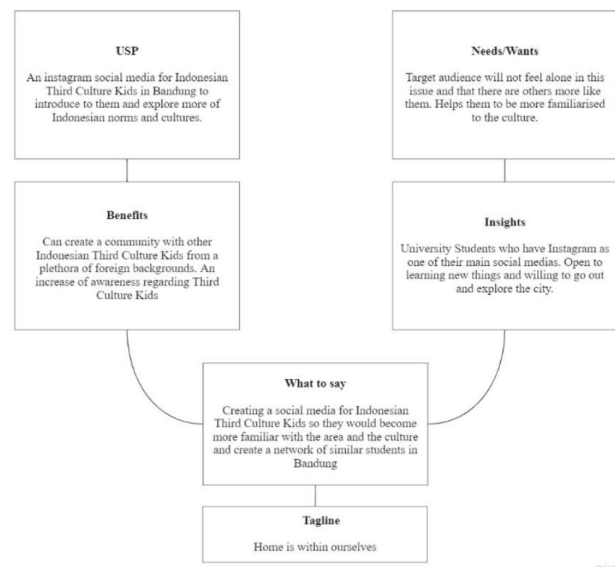 USP
An instagram social media for Indonesian
Third Culture Kids in Bandung to
introduce to them and explore more of
Indonesian norms and cultures.
Needs/Wants
Target audience will not feel alone in this
issue and that there are others more like
them. Helps them to be more familiarised
to the culture.
Benefits
Can create a community with other
Indonesian Third Culture Kids from a
plethora of foreign backgrounds. An
increase of awareness regarding Third
Culture Kids
Insights
University Students who have Instagram as
one of their main social medias. Open to
learning new things and willing to go out
and explore the city.
What to say
Creating a social media for Indonesian
Third Culture Kids so they would become
more familiar with the area and the culture
and create a network of similar students in
Bandung
Tagline
Home is within ourselves